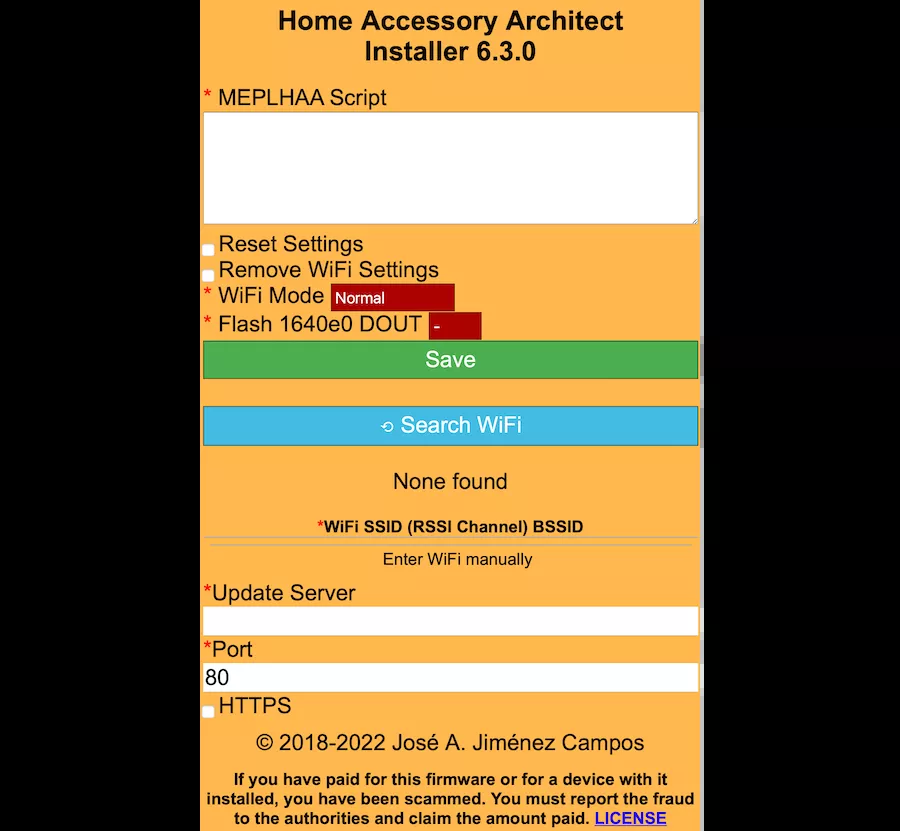 Home Accessory Architect
Installer 6.3.0
* MEPLHAA Script
Reset Settings
Remove WiFi Settings
* WiFi Mode Normal
* Flash 1640e0 DOUT -
Save
⟲ Search WiFi
None found
*WiFi SSID (RSSI Channel) BSSID
Enter WiFi manually
*Update Server
*Port
80
HTTPS
© 2018-2022 José A. Jiménez Campos
If you have paid for this firmware or for a device with it
installed, you have been scammed. You must report the fraud
to the authorities and claim the amount paid. LICENSE